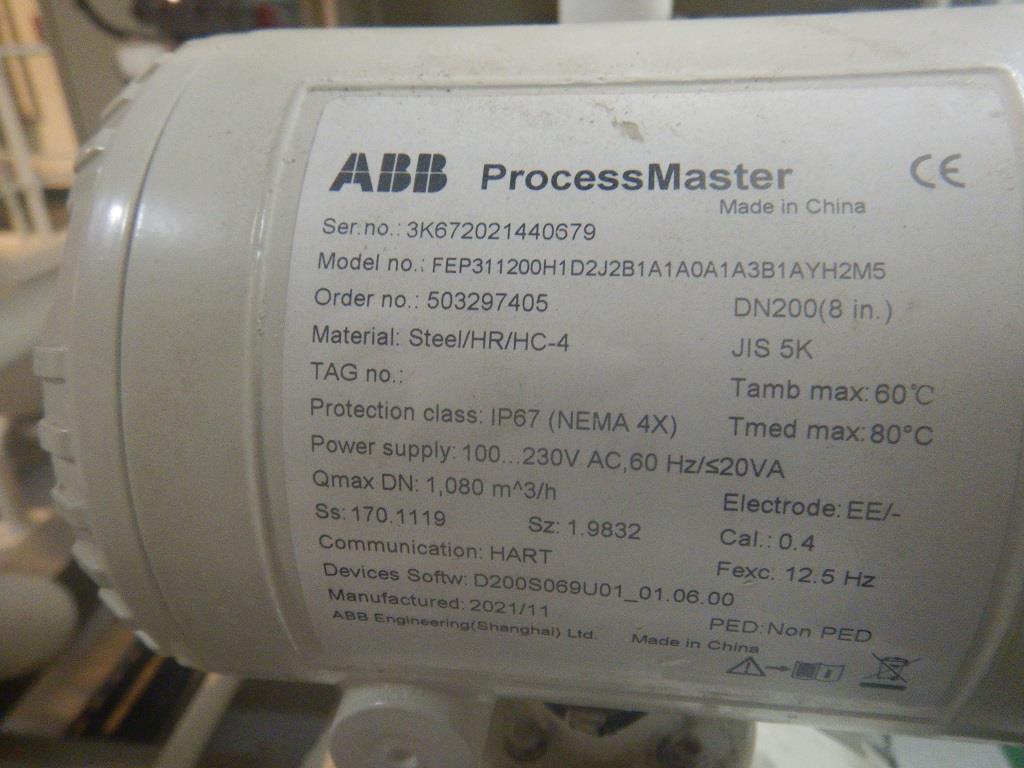 ABB ProcessMaster CE
Made in China
Ser.no.: 3K672021440679
Model no.: FEP311200H1D2J2B1A1A0A1A3B1AYH2M5
Order no.: 503297405 DN200(8 in.)
Material: Steel/HR/HC-4 JIS 5K
TAG no.: Tamb max: 60℃
Protection class: IP67 (NEMA 4X) Tmed max: 80°C
Power supply: 100...230V AC,60 Hz/≤20VA
Qmax DN: 1,080 m^3/h Electrode: EE/-
Ss: 170.1119 Sz: 1.9832 Cal.: 0.4
Communication: HART Fexc: 12.5 Hz
Devices Softw: D200S069U01_01.06.00
Manufactured: 2021/11 PED: Non PED
ABB Engineering(Shanghai) Ltd. Made in China